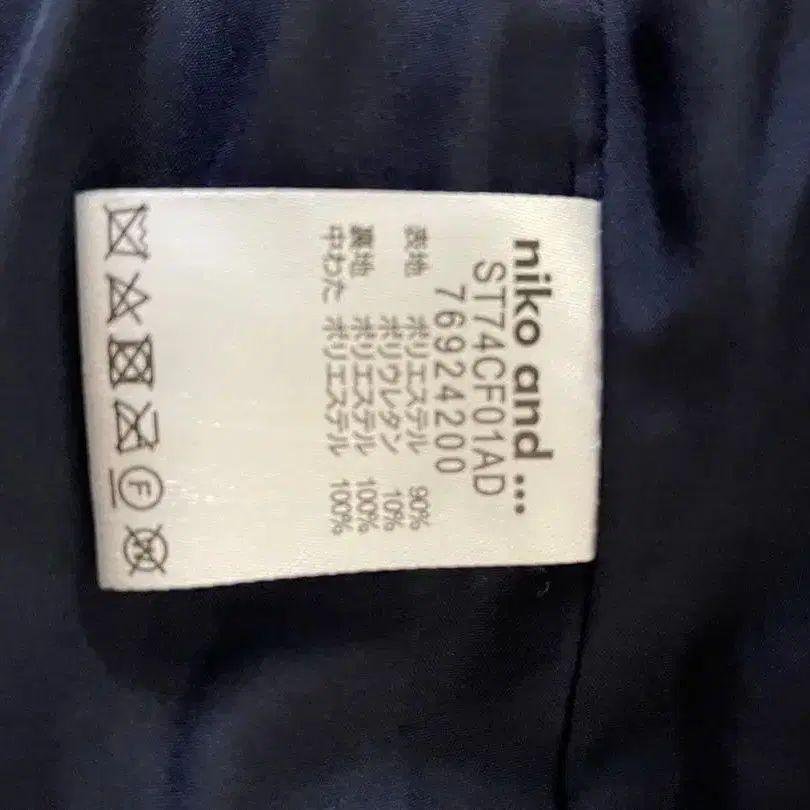 niko and ...
ST74CF01AD
76924200
表地 ポリエステル 90%
ポリウレタン 10%
裏地 ポリエステル 100%
中わた ポリエステル 100%
F
W